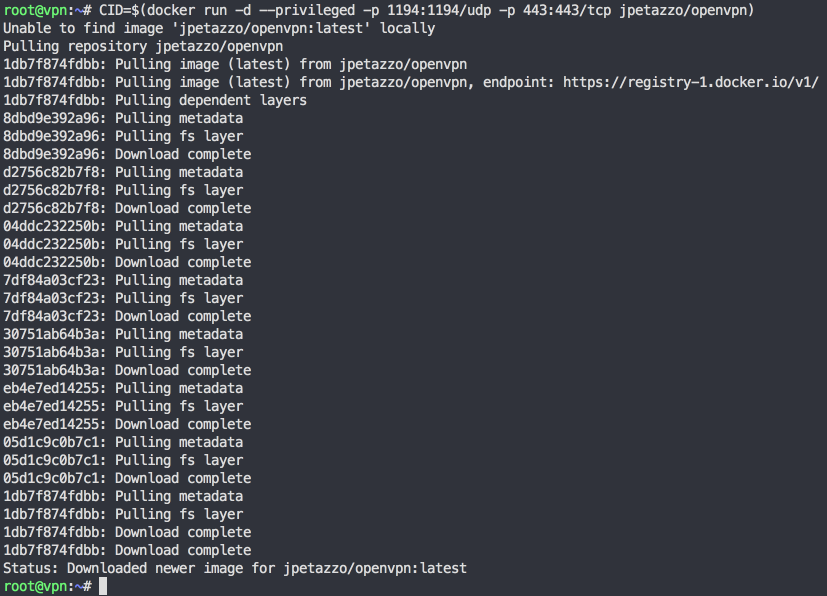 root@vpn:~# CID=$(docker run -d --privileged -p 1194:1194/udp -p 443:443/tcp jpetazzo/openvpn)
Unable to find image 'jpetazzo/openvpn:latest' locally
Pulling repository jpetazzo/openvpn
1db7f874fdbb: Pulling image (latest) from jpetazzo/openvpn
1db7f874fdbb: Pulling image (latest) from jpetazzo/openvpn, endpoint: https://registry-1.docker.io/v1/
1db7f874fdbb: Pulling dependent layers
8dbd9e392a96: Pulling metadata
8dbd9e392a96: Pulling fs layer
8dbd9e392a96: Download complete
d2756c82b7f8: Pulling metadata
d2756c82b7f8: Pulling fs layer
d2756c82b7f8: Download complete
04ddc232250b: Pulling metadata
04ddc232250b: Pulling fs layer
04ddc232250b: Download complete
7df84a03cf23: Pulling metadata
7df84a03cf23: Pulling fs layer
7df84a03cf23: Download complete
30751ab64b3a: Pulling metadata
30751ab64b3a: Pulling fs layer
30751ab64b3a: Download complete
eb4e7ed14255: Pulling metadata
eb4e7ed14255: Pulling fs layer
eb4e7ed14255: Download complete
05d1c9c0b7c1: Pulling metadata
05d1c9c0b7c1: Pulling fs layer
05d1c9c0b7c1: Download complete
1db7f874fdbb: Pulling metadata
1db7f874fdbb: Pulling fs layer
1db7f874fdbb: Download complete
1db7f874fdbb: Download complete
Status: Downloaded newer image for jpetazzo/openvpn:latest
root@vpn:~#